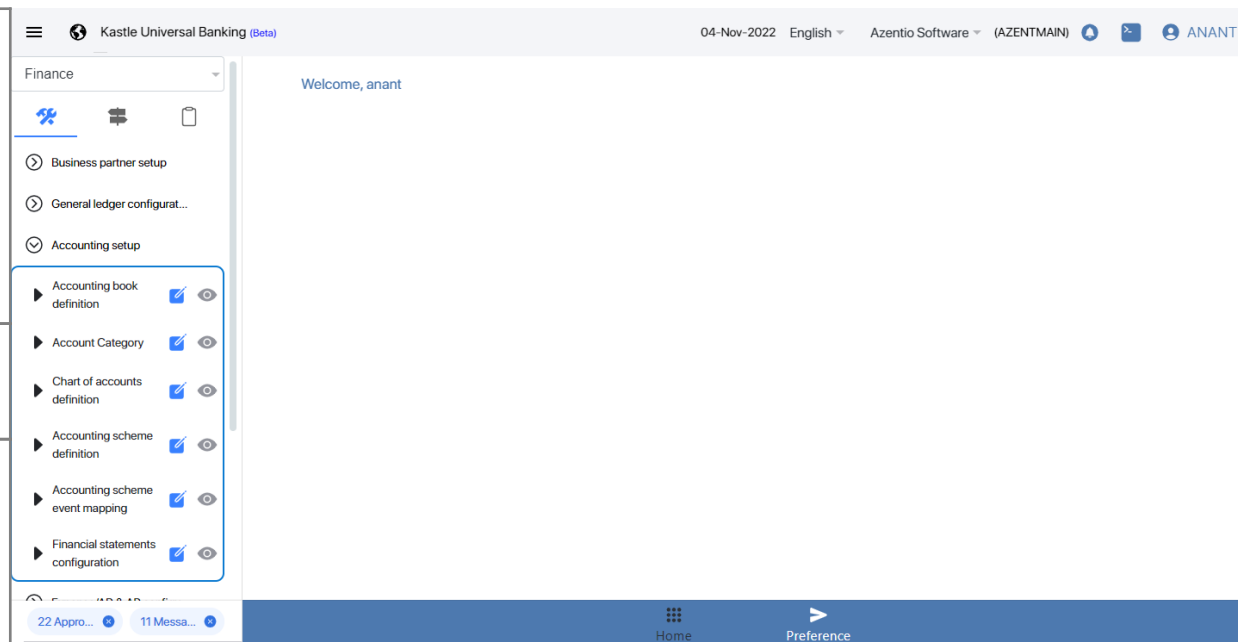 Kastle Universal Banking (Beta)
04-Nov-2022 English Azentio Software (AZENTMAIN) ANANT
Finance
Welcome, anant
Business partner setup
General ledger configurat...
Accounting setup
Accounting book
definition
Account Category
Chart of accounts
definition
Accounting scheme
definition
Accounting scheme
event mapping
Financial statements
configuration
22 Appro... 11 Messa...
Home Preference